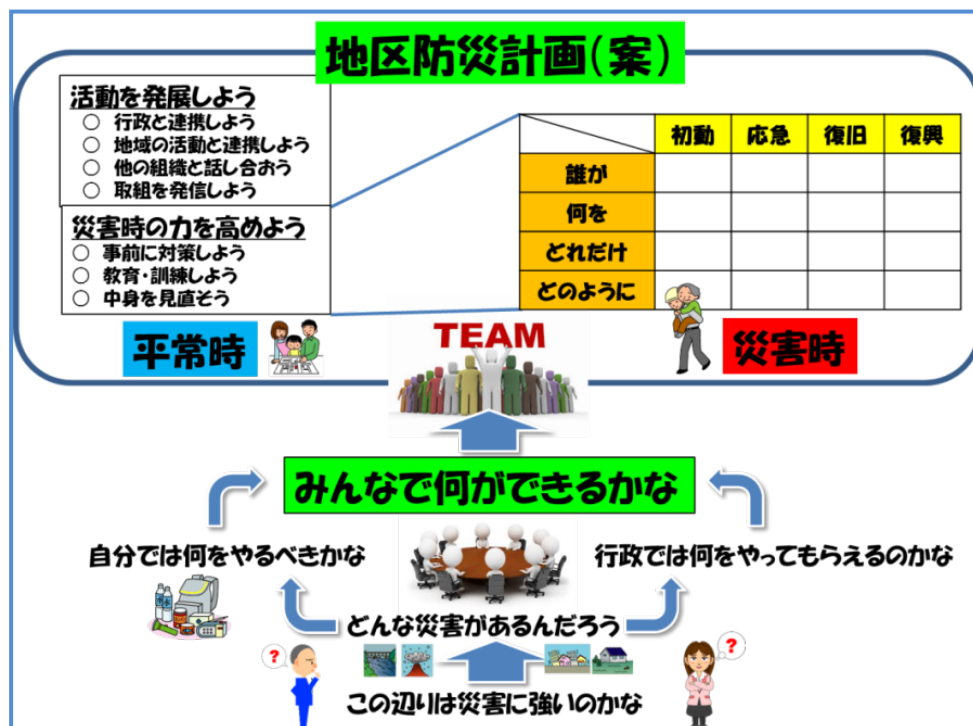 地区防災計画(案)
活動を発展しよう
○ 行政と連携しよう
○ 地域の活動と連携しよう
○ 他の組織と話し合おう
○ 取組を発信しよう
災害時の力を高めよう
○ 事前に対策しよう
○ 教育・訓練しよう
○ 中身を見直そう
平常時
初動 応急 復旧 復興
誰が
何を
どれだけ
どのように
災害時
TEAM
みんなで何ができるかな
自分では何をやるべきかな
行政では何をやってもらえるのかな
どんな災害があるんだろう
?
?
この辺りは災害に強いのかな